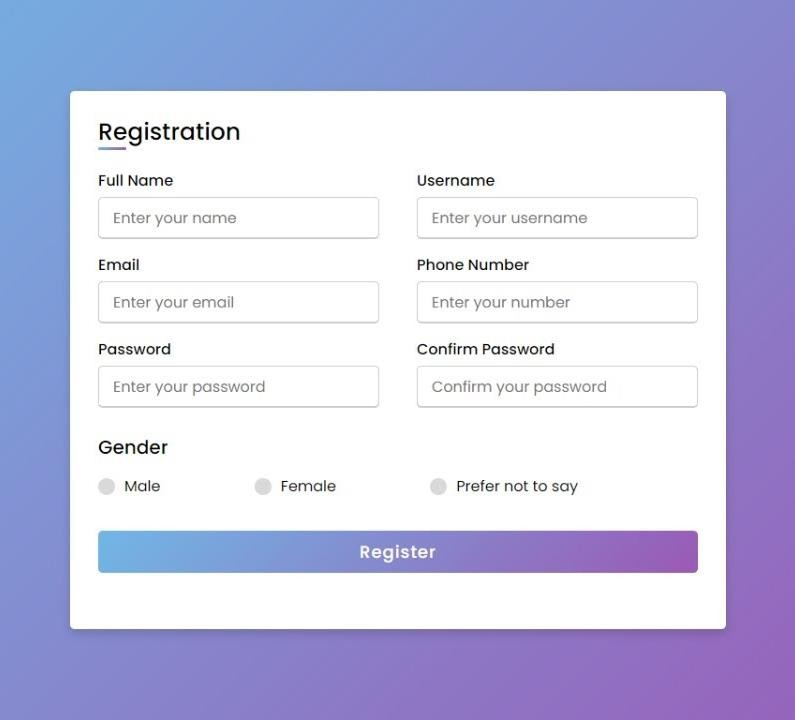 Registration
Full Name
Username
Enter your name
Enter your username
Email
Phone Number
Enter your email
Enter your number
Password
Confirm Password
Enter your password
Confirm your password
Gender
Male
Female
Prefer not to say
Register